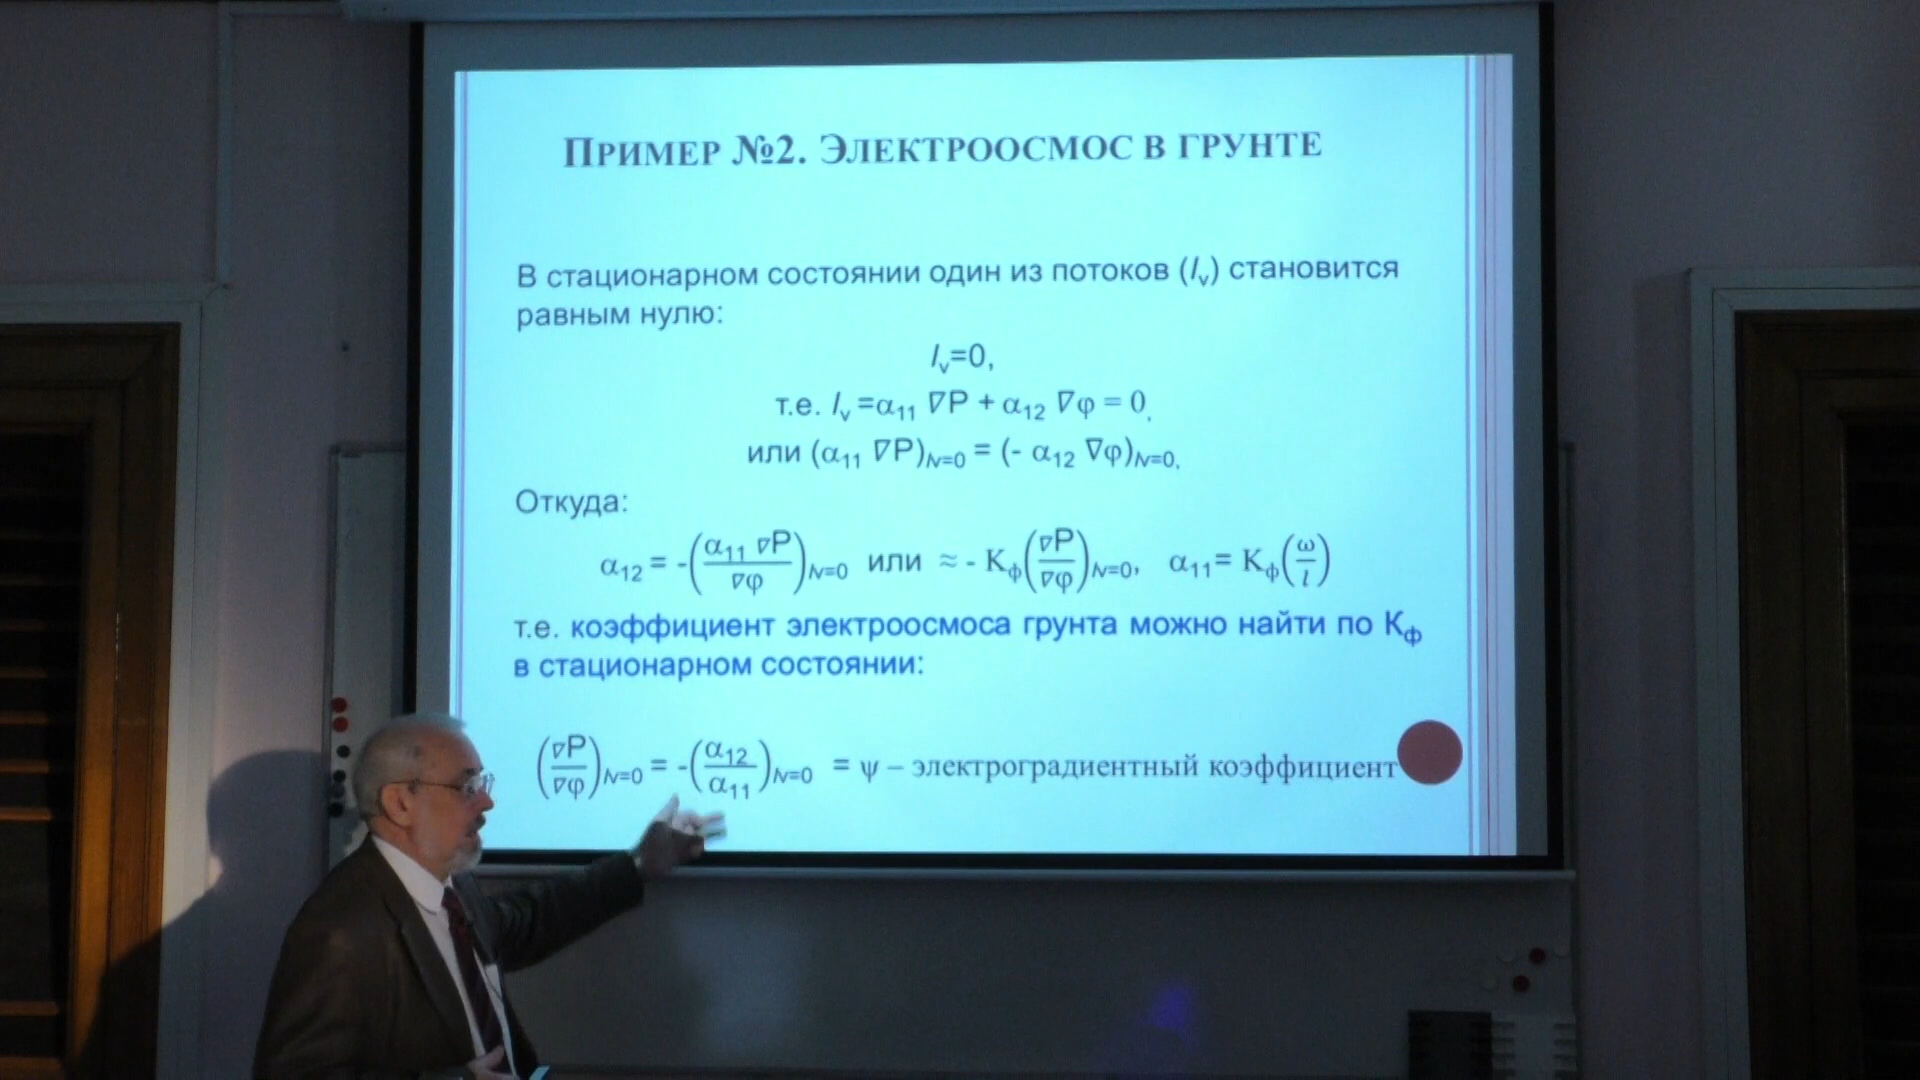 Пример №2. Электроосмос в грунте
В стационарном состоянии один из потоков (Iᵥ) становится
равным нулю:
Iᵥ=0,
т.е. Iᵥ =α₁₁ ∇P + α₁₂ ∇φ = 0,
или (α₁₁ ∇P)Iv=0 = (- α₁₂ ∇φ)Iv=0,
Откуда:
α₁₂ = -(α₁₁ ∇P / ∇φ)Iv=0 или ≈ - Kф(∇P / ∇φ)Iv=0, α₁₁= Kф(ω / l)
т.е. коэффициент электроосмоса грунта можно найти по Кф
в стационарном состоянии:
(∇P / ∇φ)Iv=0 = -(α₁₂ / α₁₁)Iv=0 = ψ – электроградиентный коэффициент